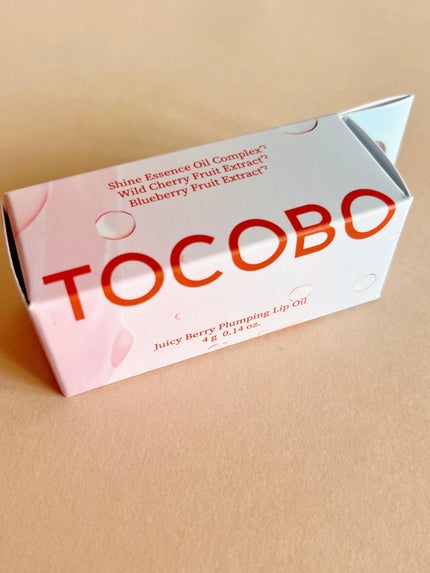 Shine Essence Oil Complex*1
Wild Cherry Fruit Extract*2
Blueberry Fruit Extract*2
TOCOBO
Juicy Berry Plumping Lip Oil
4 g 0.14 oz.